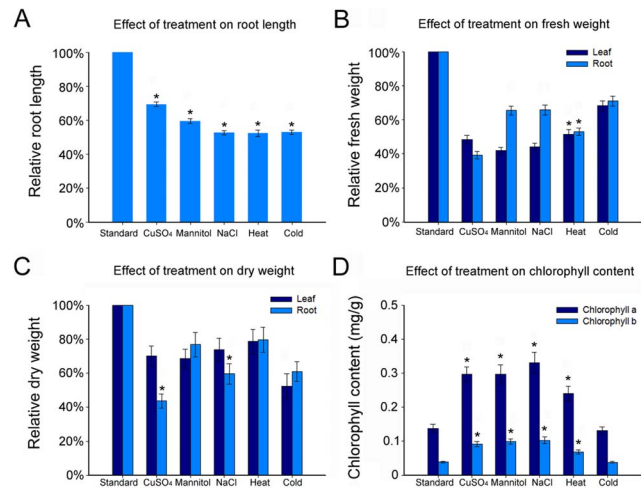 A
Effect of treatment on root length
Relative root length
100%
80%
60%
40%
20%
*
*
*
*
*
Standard CuSO₄ Mannitol NaCl Heat Cold
B
Effect of treatment on fresh weight
Relative fresh weight
100%
80%
60%
40%
20%
Leaf
Root
* *
Standard CuSO₄ Mannitol NaCl Heat Cold
C
Effect of treatment on dry weight
Relative dry weight
100%
80%
60%
40%
20%
0%
Leaf
Root
*
*
Standard CuSO₄ Mannitol NaCl Heat Cold
D
Effect of treatment on chlorophyll content
Chlorophyll content (mg/g)
0.5
0.4
0.3
0.2
0.1
0
Chlorophyll a
Chlorophyll b
*
*
*
*
*
*
*
*
Standard CuSO₄ Mannitol NaCl Heat Cold